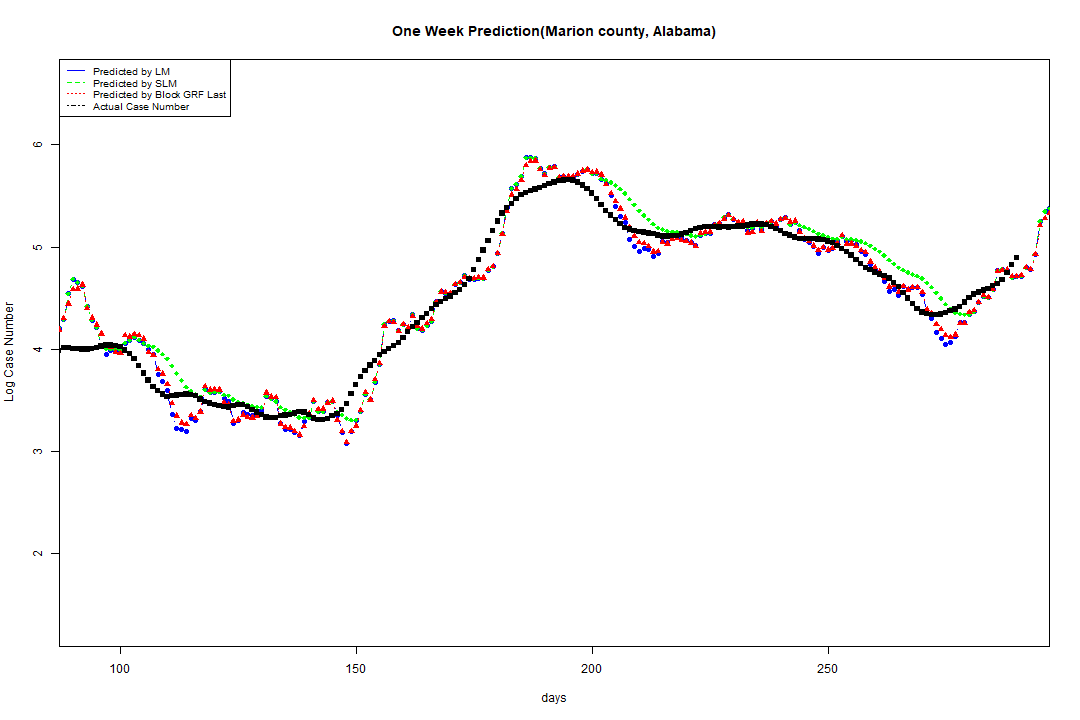 One Week Prediction(Marion county, Alabama)
Predicted by LM
Predicted by SLM
Predicted by Block GRF Last
Actual Case Number
Log Case Number
6
5
4
3
2
100 150 200 250
days